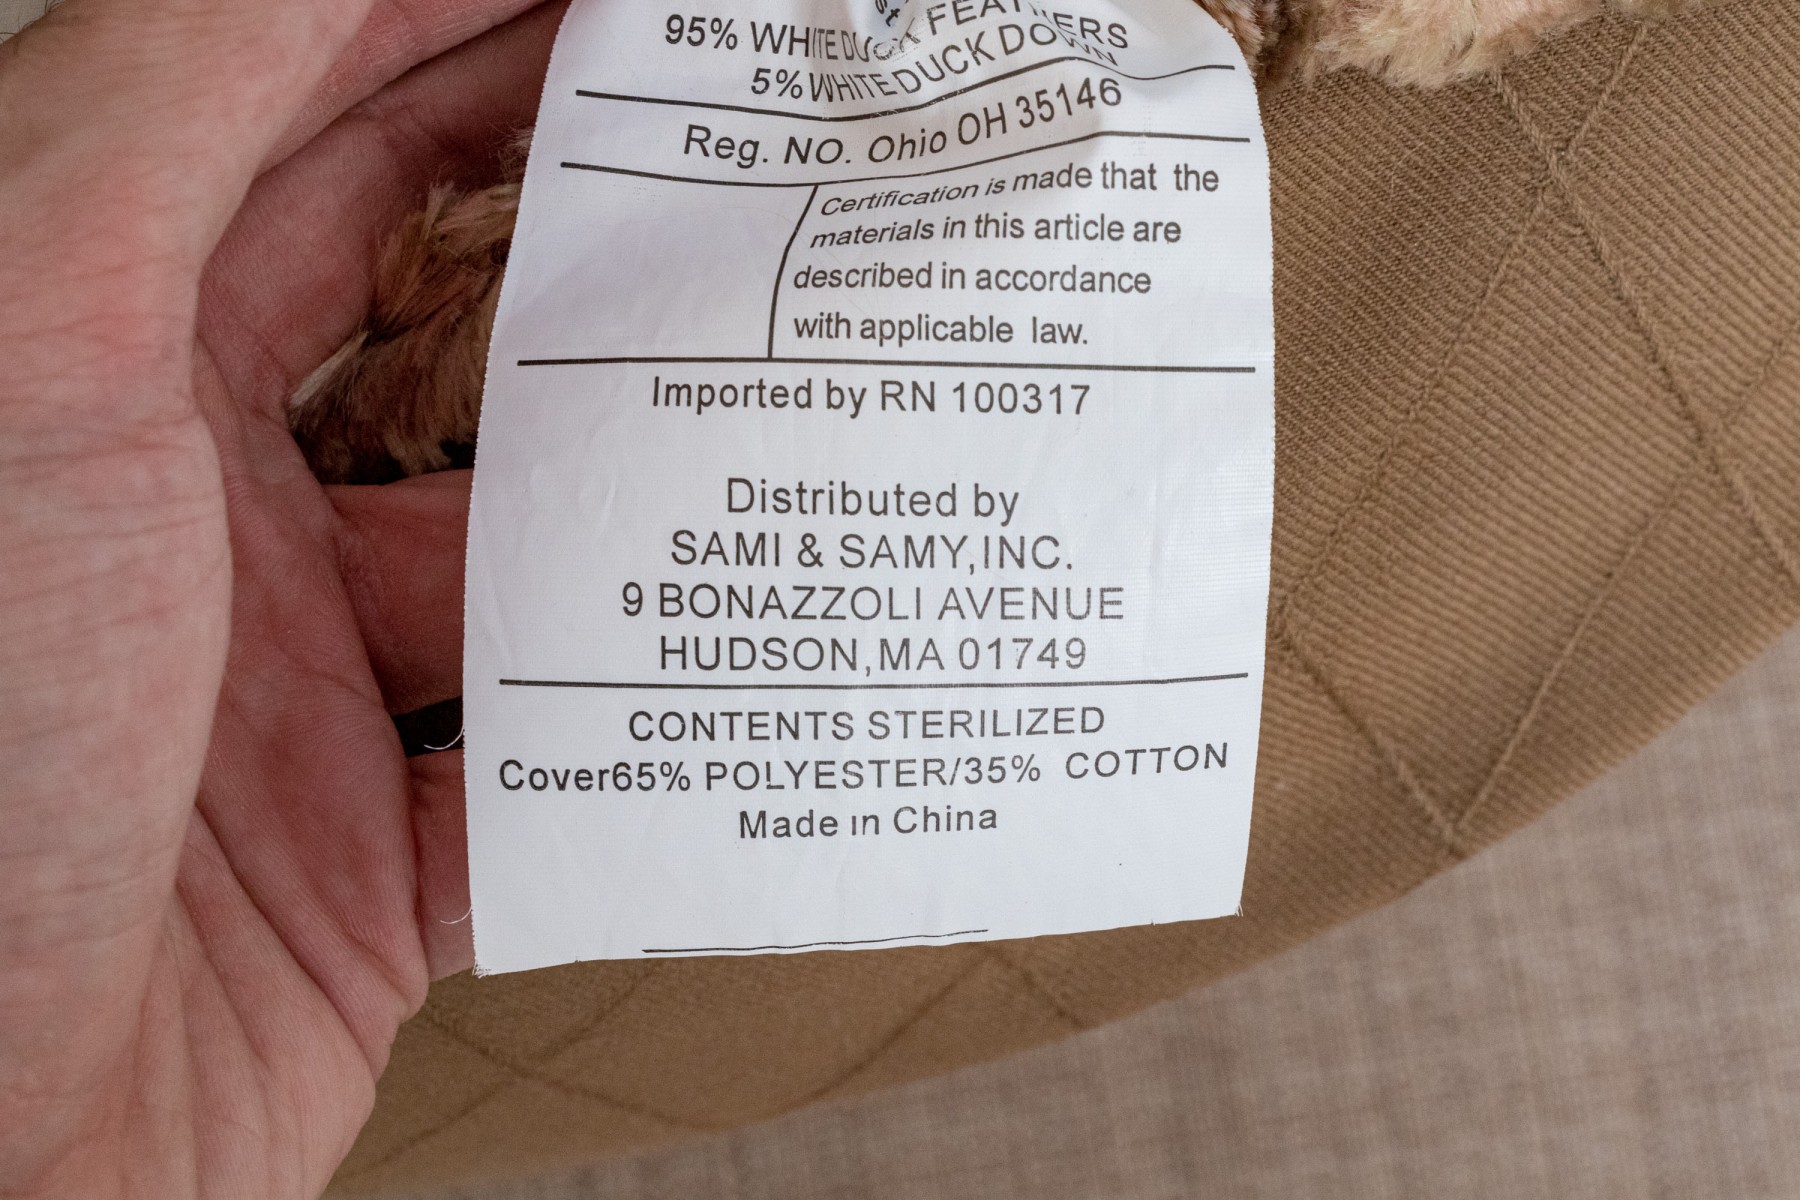 95% WHITE DUCK FEATHERS
5% WHITE DUCK DOWN
Reg. NO. Ohio OH 35146
Certification is made that the
materials in this article are
described in accordance
with applicable law.
Imported by RN 100317
Distributed by
SAMI & SAMY,INC.
9 BONAZZOLI AVENUE
HUDSON,MA 01749
CONTENTS STERILIZED
Cover65% POLYESTER/35% COTTON
Made in China